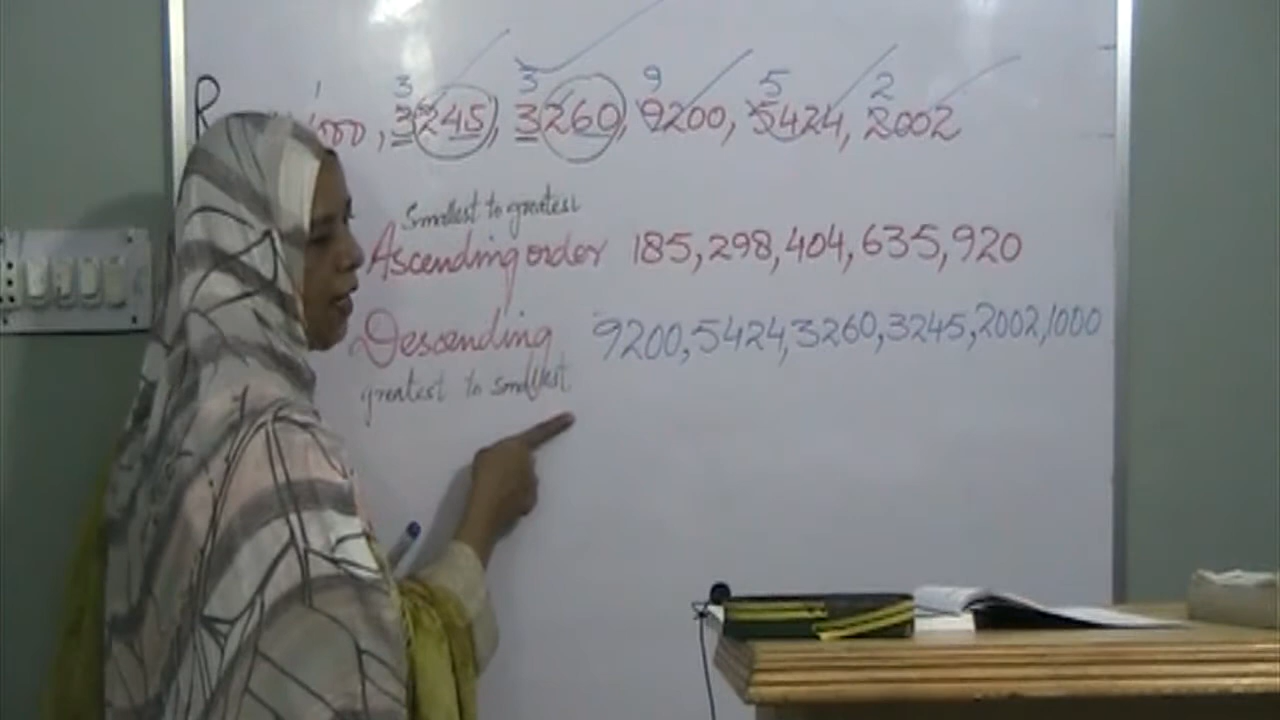 1 3 3 9 5 2
R 1000, 3245, 3260, 9200, 5424, 2002
Smallest to greatest
Ascending order 185, 298, 404, 635, 920
Descending 9200, 5424, 3260, 3245, 2002, 1000
greatest to smallest